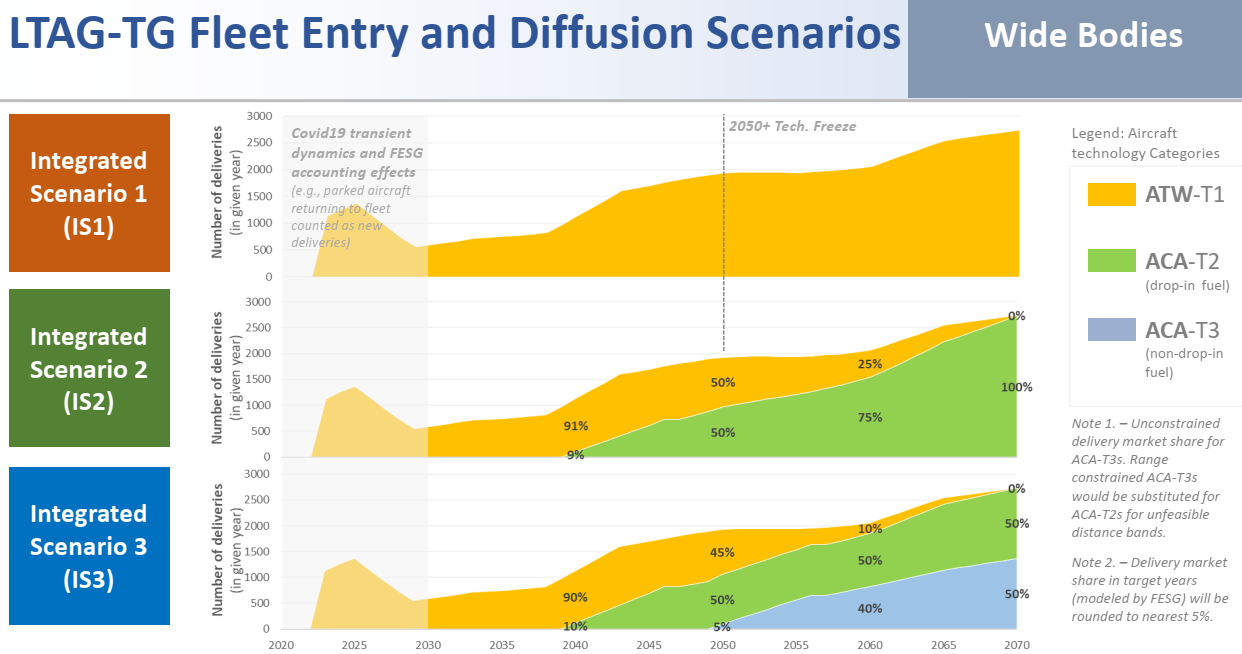 LTAG-TG Fleet Entry and Diffusion Scenarios
Wide Bodies
Integrated
Scenario 1
(IS1)
Number of deliveries
(in given year)
3000
2500
2000
1500
1000
500
0
Covid19 transient
dynamics and FESG
accounting effects
(e.g., parked aircraft
returning to fleet
counted as new
deliveries)
2050+ Tech. Freeze
Legend: Aircraft
technology Categories
ATW-T1
ACA-T2
(drop-in fuel)
ACA-T3
(non-drop-in
fuel)
Integrated
Scenario 2
(IS2)
Number of deliveries
(in given year)
3000
2500
2000
1500
1000
500
0
91%
9%
50%
50%
25%
75%
0%
100%
Integrated
Scenario 3
(IS3)
Number of deliveries
(in given year)
3000
2500
2000
1500
1000
500
0
90%
10%
45%
50%
5%
10%
50%
40%
0%
50%
50%
2020 2025 2030 2035 2040 2045 2050 2055 2060 2065 2070
Note 1. – Unconstrained
delivery market share for
ACA-T3s. Range
constrained ACA-T3s
would be substituted for
ACA-T2s for unfeasible
distance bands.
Note 2. – Delivery market
share in target years
(modeled by FESG) will be
rounded to nearest 5%.